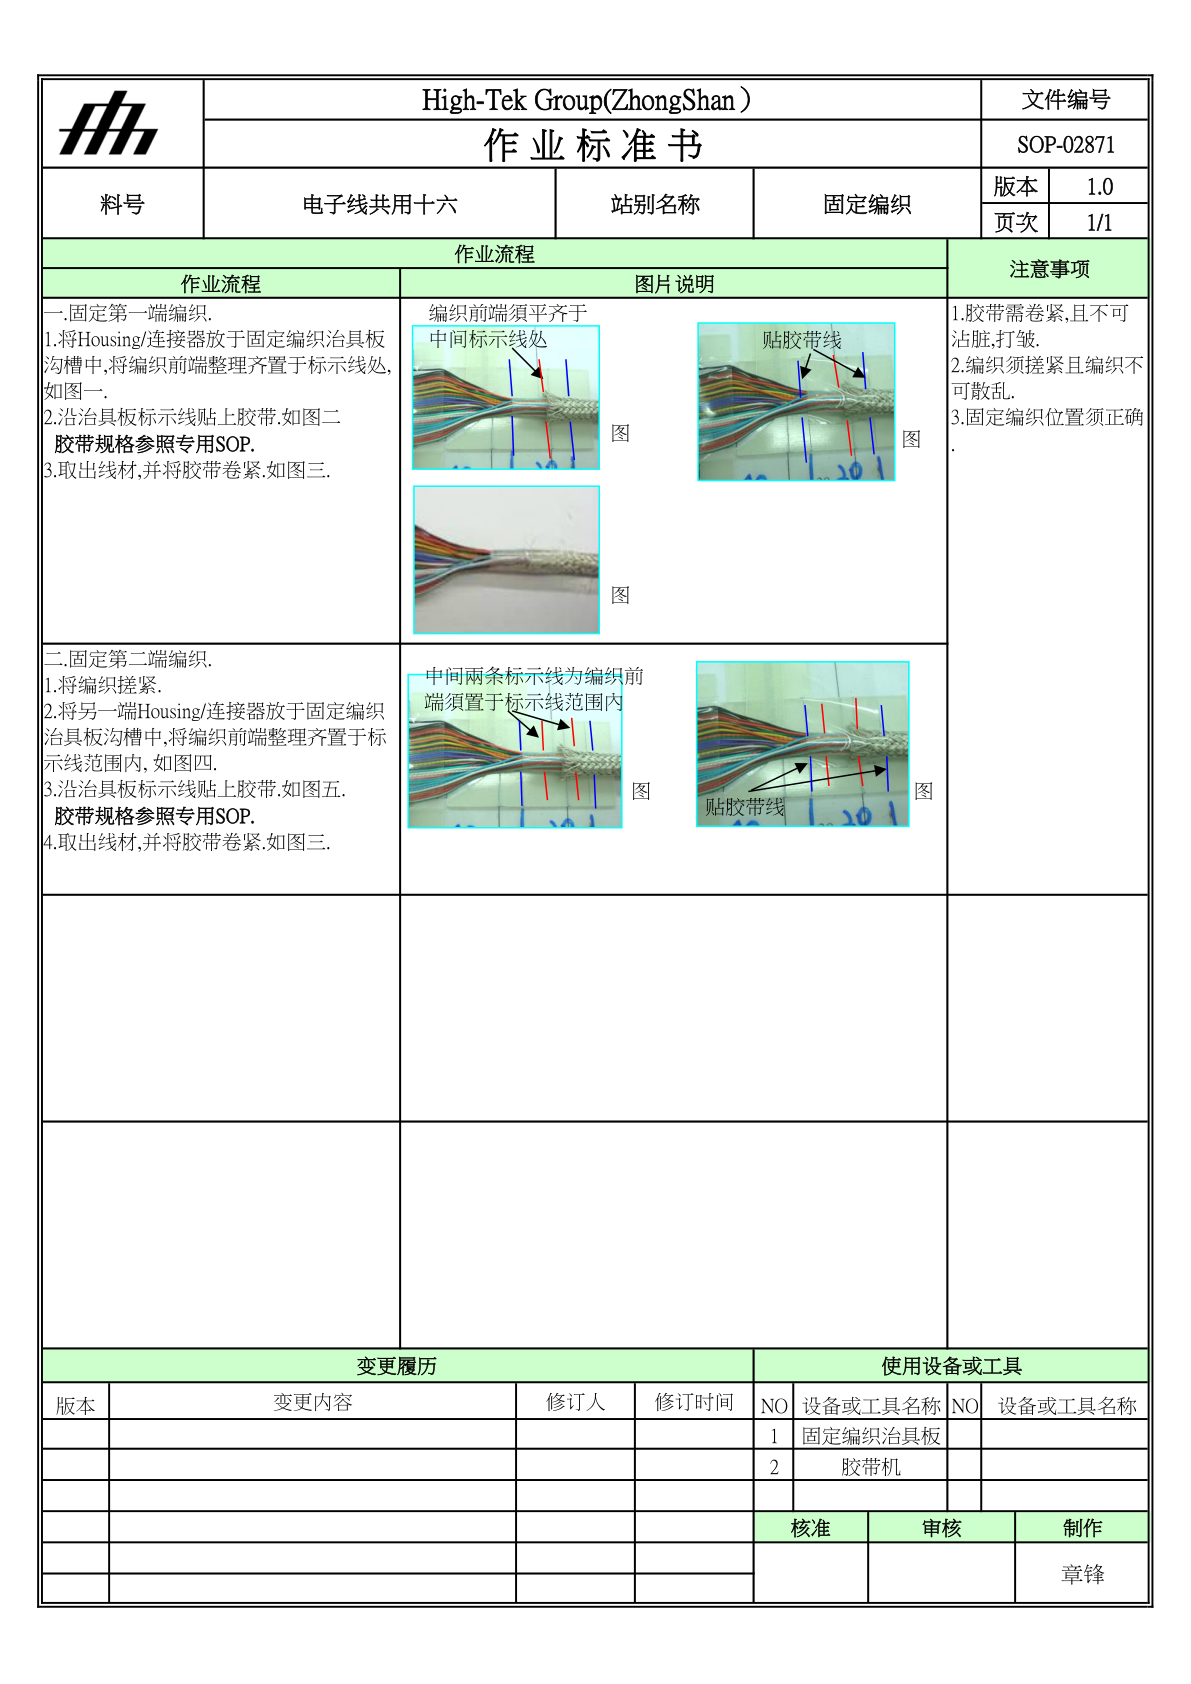 High-Tek Group(ZhongShan）
文件编号
作 业 标 准 书
SOP-02871
料号
电子线共用十六
站别名称
固定编织
版本
1.0
页次
1/1
作业流程
注意事项
作业流程
图片说明
一.固定第一端编织.
1.将Housing/连接器放于固定编织治具板
沟槽中,将编织前端整理齐置于标示线处,
如图一.
2.沿治具板标示线贴上胶带.如图二
胶带规格参照专用SOP.
3.取出线材,并将胶带卷紧.如图三.
编织前端須平齐于
中间标示线处
图
贴胶带线
图
图
1.胶带需卷紧,且不可
沾脏,打皱.
2.编织须搓紧且编织不
可散乱.
3.固定编织位置须正确
.
二.固定第二端编织.
1.将编织搓紧.
2.将另一端Housing/连接器放于固定编织
治具板沟槽中,将编织前端整理齐置于标
示线范围内, 如图四.
3.沿治具板标示线贴上胶带.如图五.
胶带规格参照专用SOP.
4.取出线材,并将胶带卷紧.如图三.
中间兩条标示线为编织前
端須置于标示线范围内
图
贴胶带线
图
变更履历
使用设备或工具
版本
变更内容
修订人
修订时间
NO
设备或工具名称
NO
设备或工具名称
1
固定编织治具板
2
胶带机
核准
审核
制作
章锋